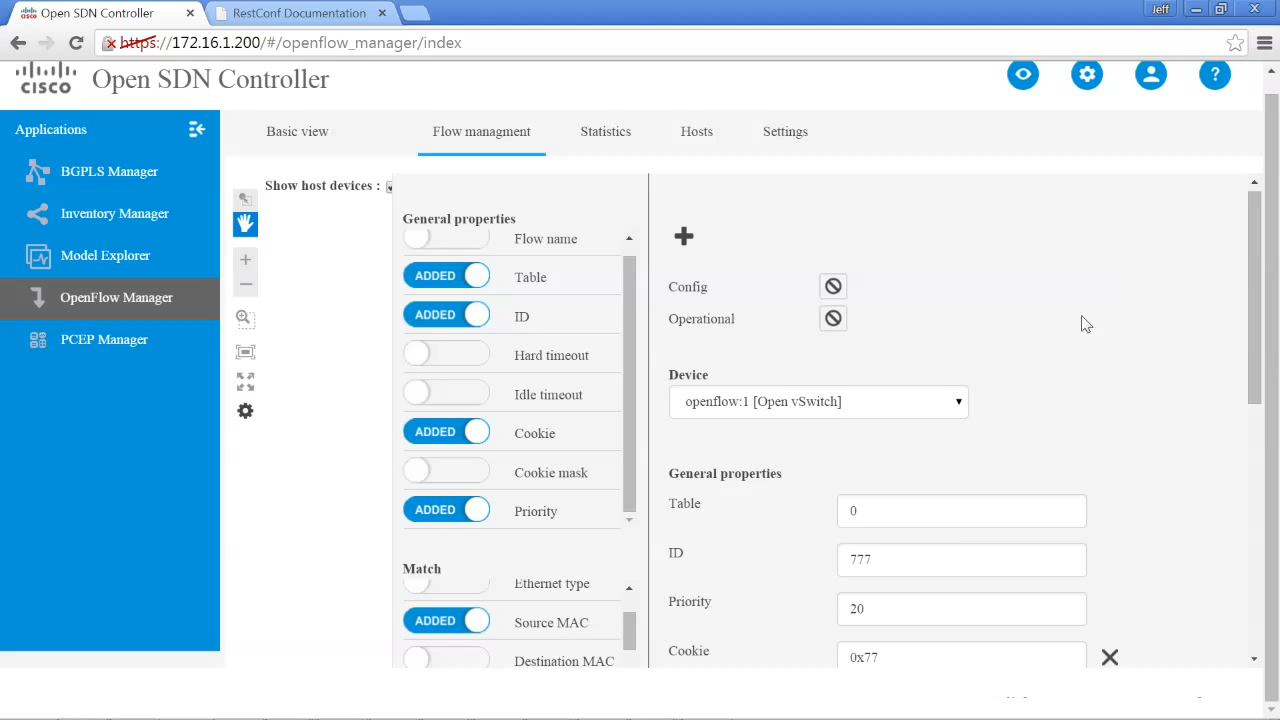 Open SDN Controller
RestConf Documentation
Jeff
https://172.16.1.200/#/openflow_manager/index
CISCO
Open SDN Controller
Applications
BGPLS Manager
Inventory Manager
Model Explorer
OpenFlow Manager
PCEP Manager
Basic view
Flow managment
Statistics
Hosts
Settings
Show host devices :
General properties
Flow name
ADDED Table
ADDED ID
Hard timeout
Idle timeout
ADDED Cookie
Cookie mask
ADDED Priority
Match
Ethernet type
ADDED Source MAC
Destination MAC
Config
Operational
Device
openflow:1 [Open vSwitch]
General properties
Table 0
ID 777
Priority 20
Cookie 0x77